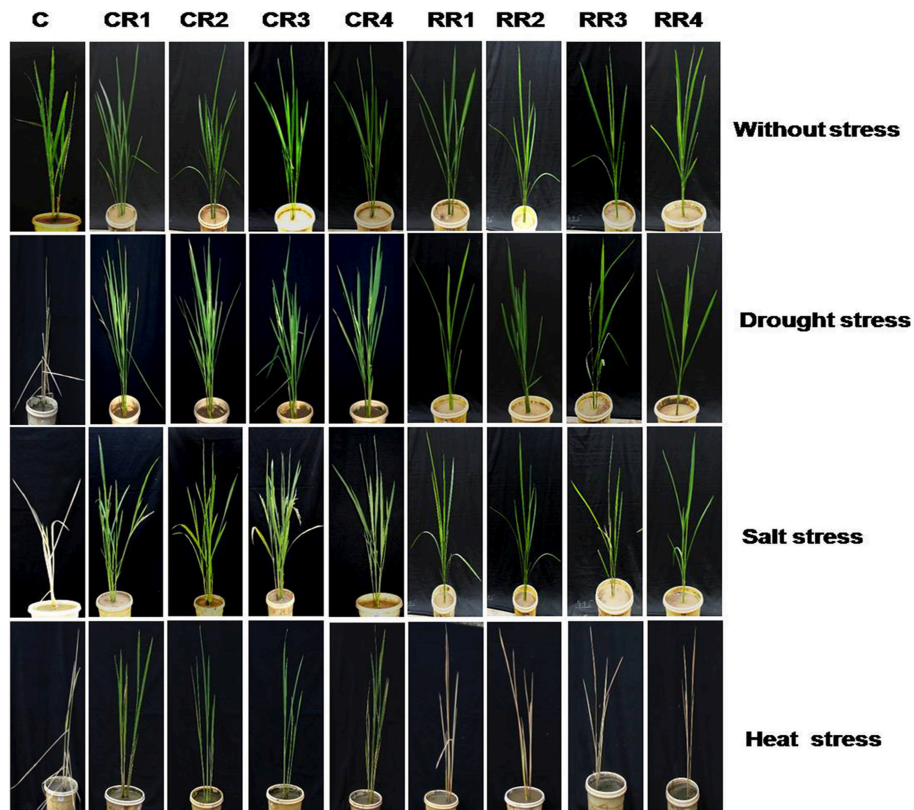 C CR1 CR2 CR3 CR4 RR1 RR2 RR3 RR4
Without stress
Drought stress
Salt stress
Heat stress